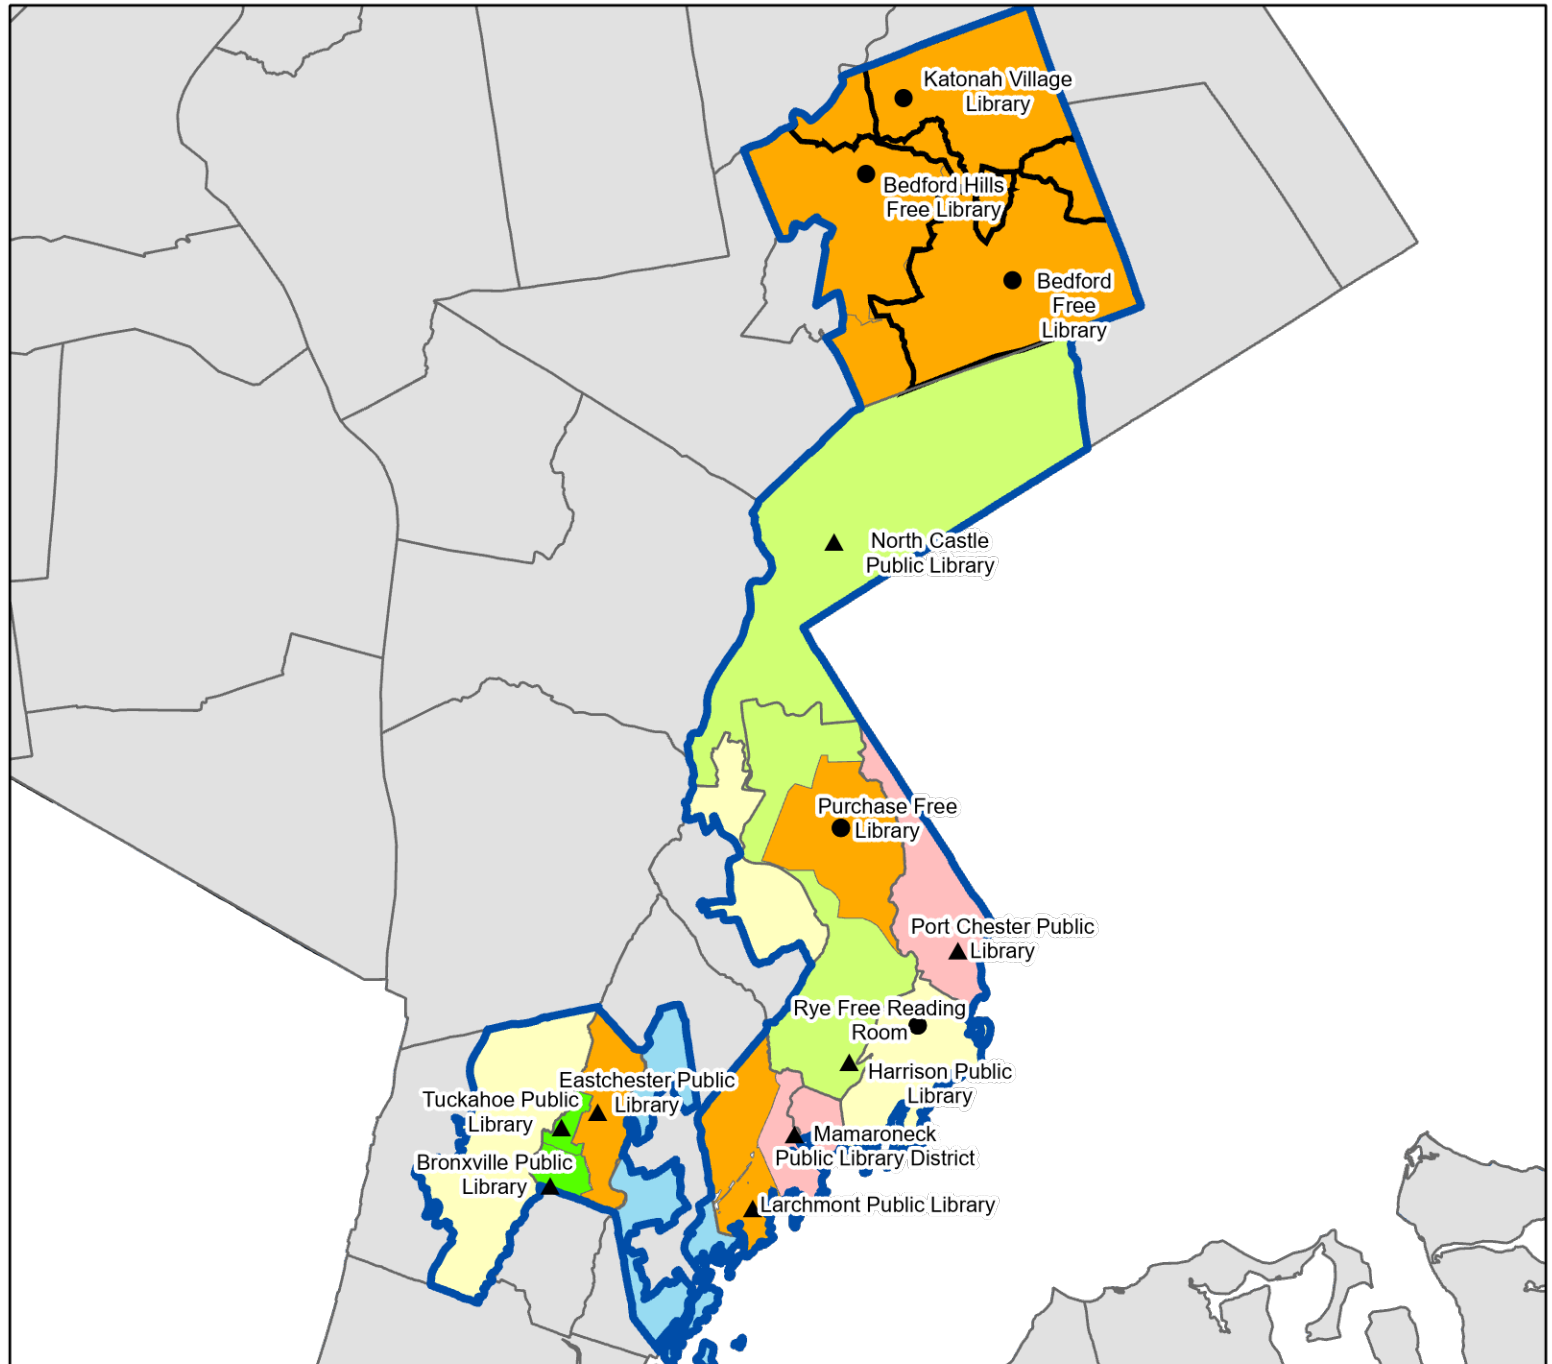 Katonah Village
Library
Bedford Hills
Free Library
Bedford
Free
Library
North Castle
Public Library
Purchase Free
Library
Port Chester Public
Library
Rye Free Reading
Room
Harrison Public
Library
Eastchester Public
Library
Tuckahoe Public
Library
Mamaroneck
Public Library District
Bronxville Public
Library
Larchmont Public Library